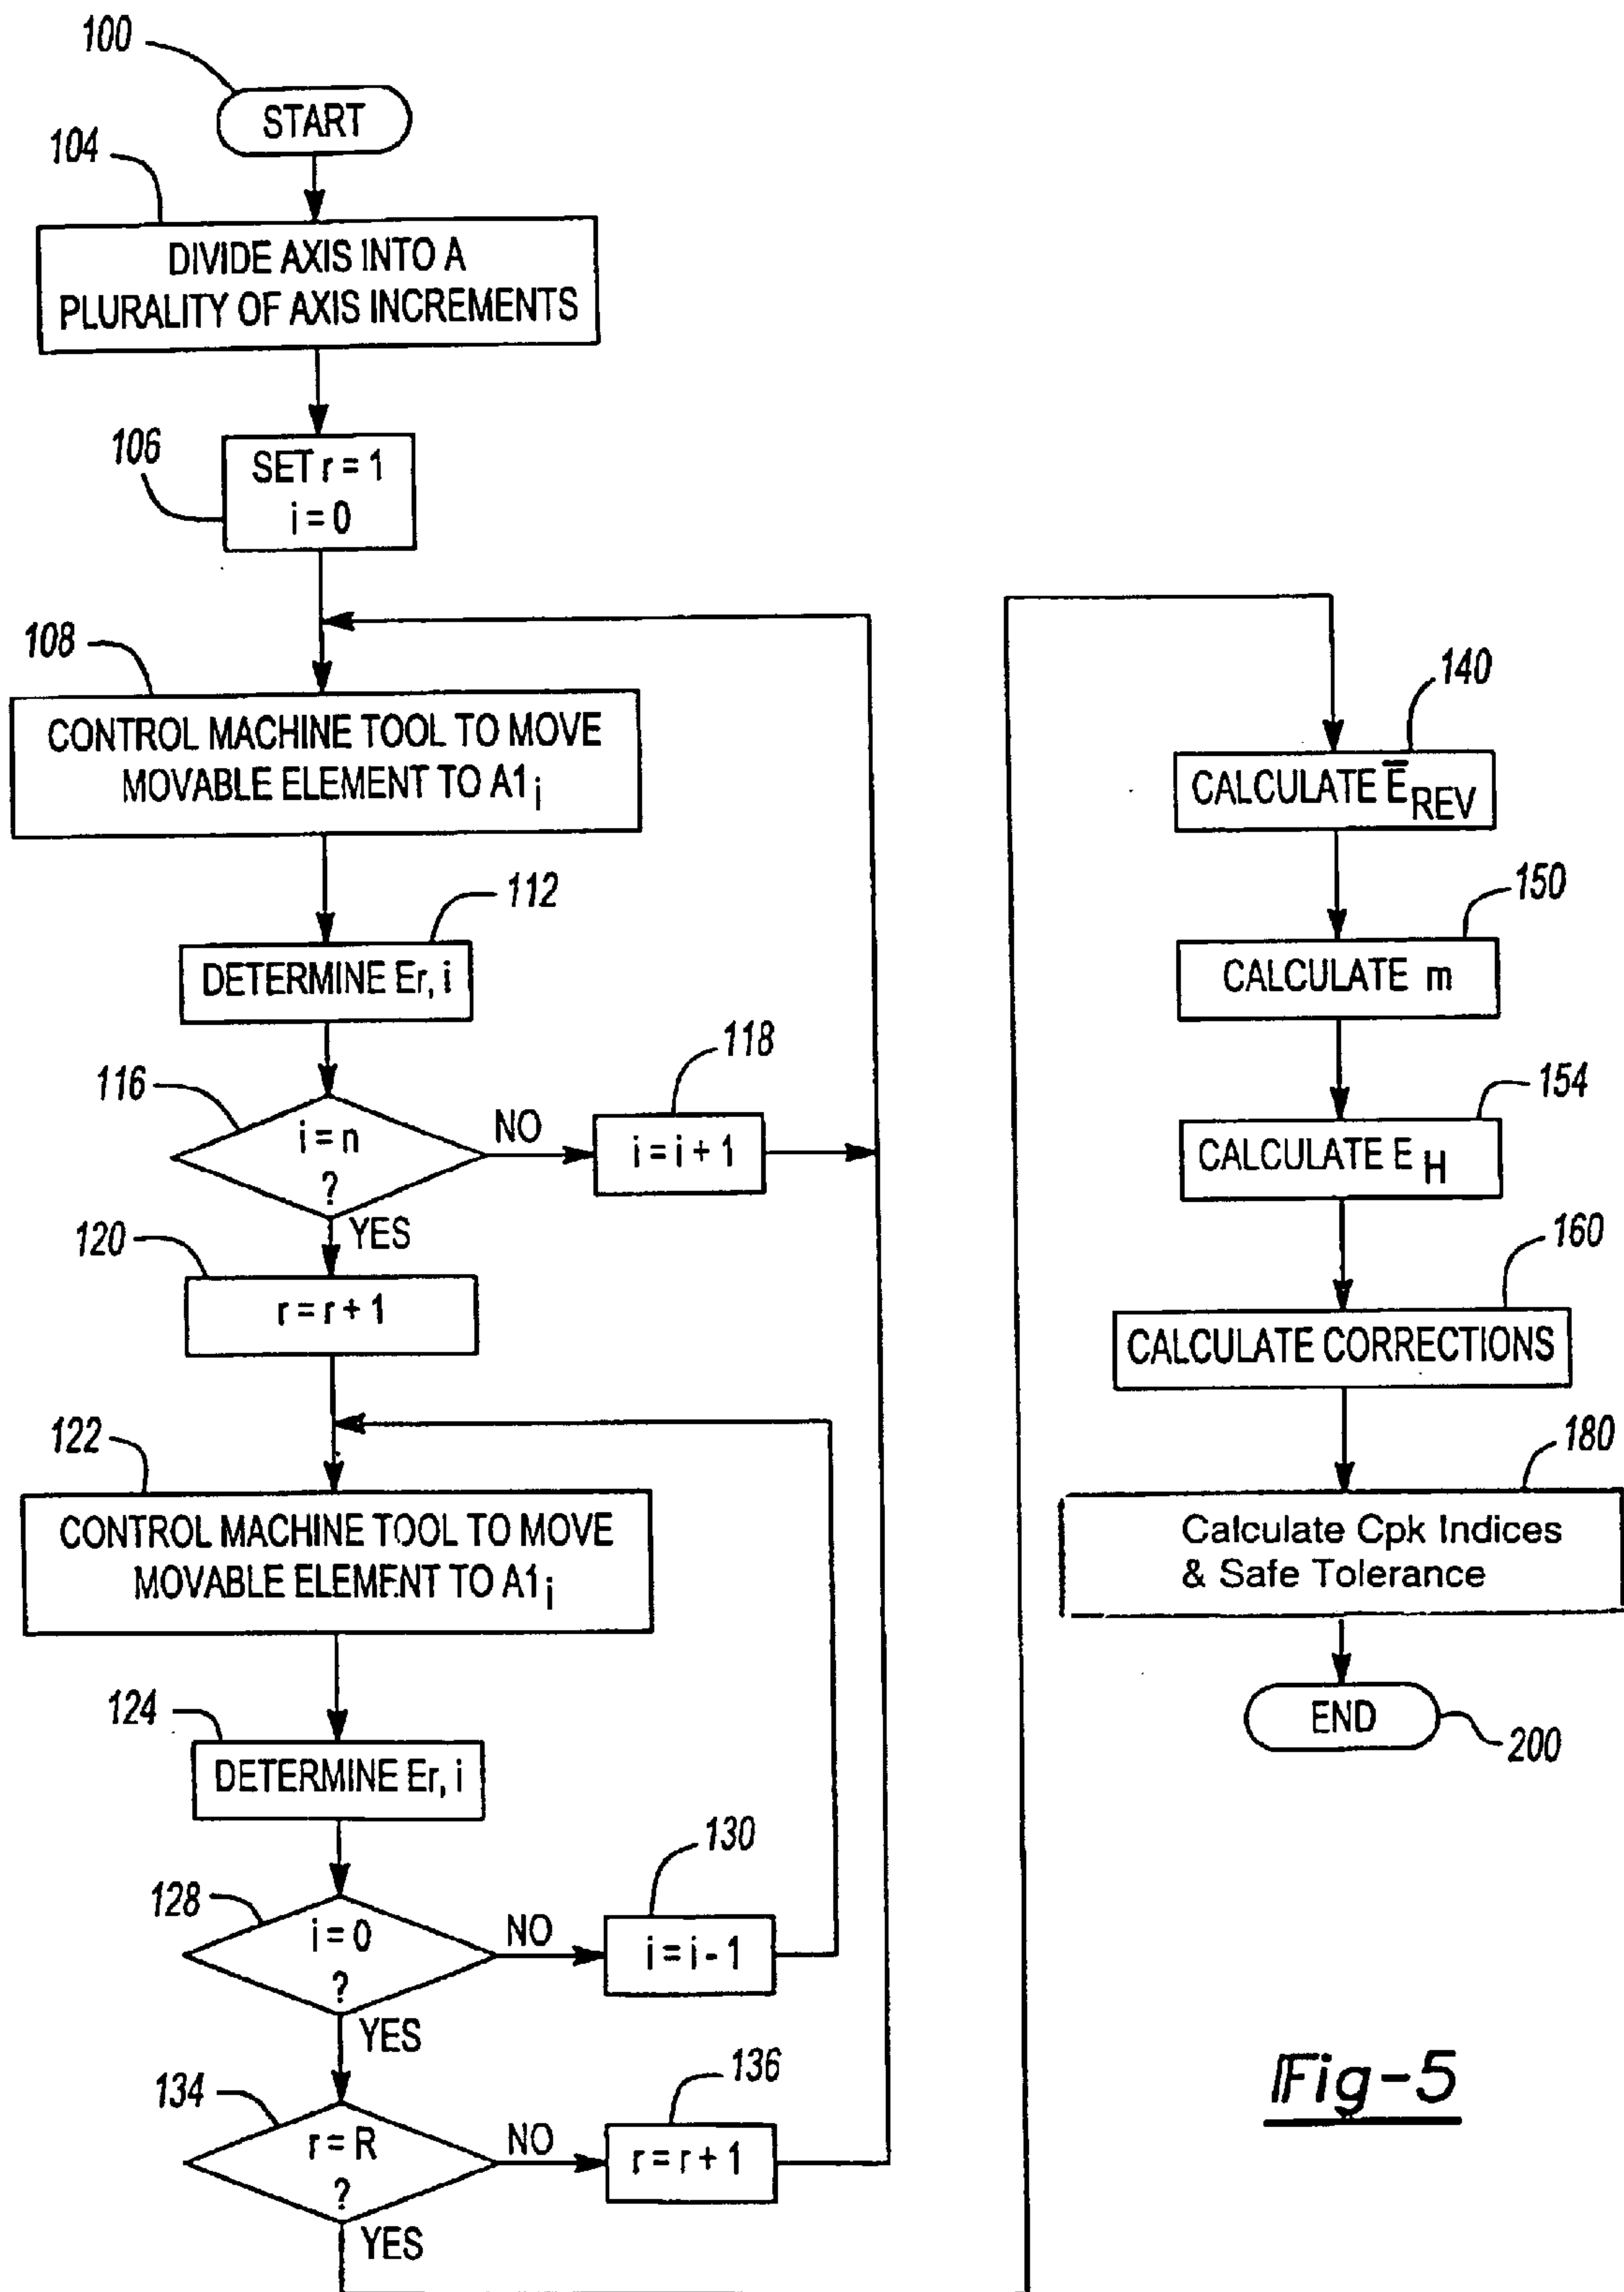 100
START
104
DIVIDE AXIS INTO A
PLURALITY OF AXIS INCREMENTS
106
SET r = 1
i = 0
108
CONTROL MACHINE TOOL TO MOVE
MOVABLE ELEMENT TO A1i
112
DETERMINE Er, i
116
i = n
?
NO
118
i = i + 1
YES
120
r = r + 1
122
CONTROL MACHINE TOOL TO MOVE
MOVABLE ELEMENT TO A1i
124
DETERMINE Er, i
128
i = 0
?
NO
130
i = i - 1
YES
134
r = R
?
NO
136
r = r + 1
YES
140
CALCULATE E̅REV
150
CALCULATE m
154
CALCULATE EH
160
CALCULATE CORRECTIONS
180
Calculate Cpk Indices
& Safe Tolerance
END
200
Fig-5